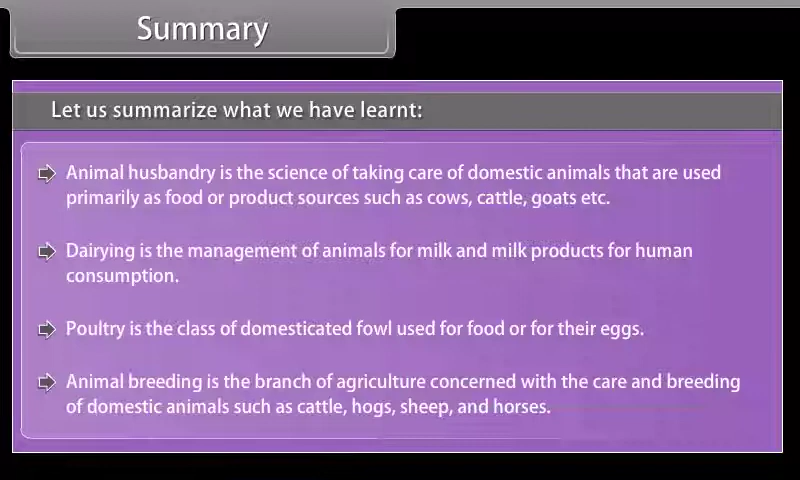 Summary
Let us summarize what we have learnt:
Animal husbandry is the science of taking care of domestic animals that are used
primarily as food or product sources such as cows, cattle, goats etc.
Dairying is the management of animals for milk and milk products for human
consumption.
Poultry is the class of domesticated fowl used for food or for their eggs.
Animal breeding is the branch of agriculture concerned with the care and breeding
of domestic animals such as cattle, hogs, sheep, and horses.